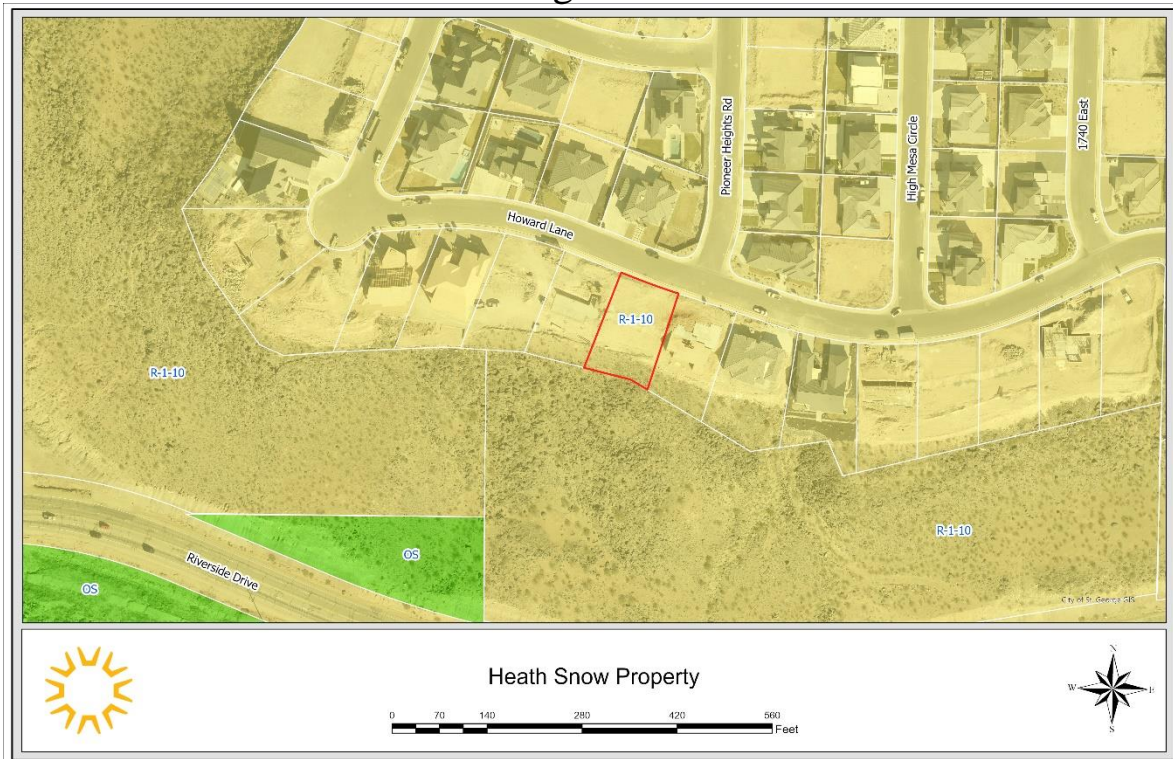 Pioneer Heights Rd
High Mesa Circle
1740 East
Howard Lane
R-1-10
R-1-10
R-1-10
OS
Riverside Drive
OS
City of St. George GIS
Heath Snow Property
N
W E
S
0 70 140 280 420 560
Feet